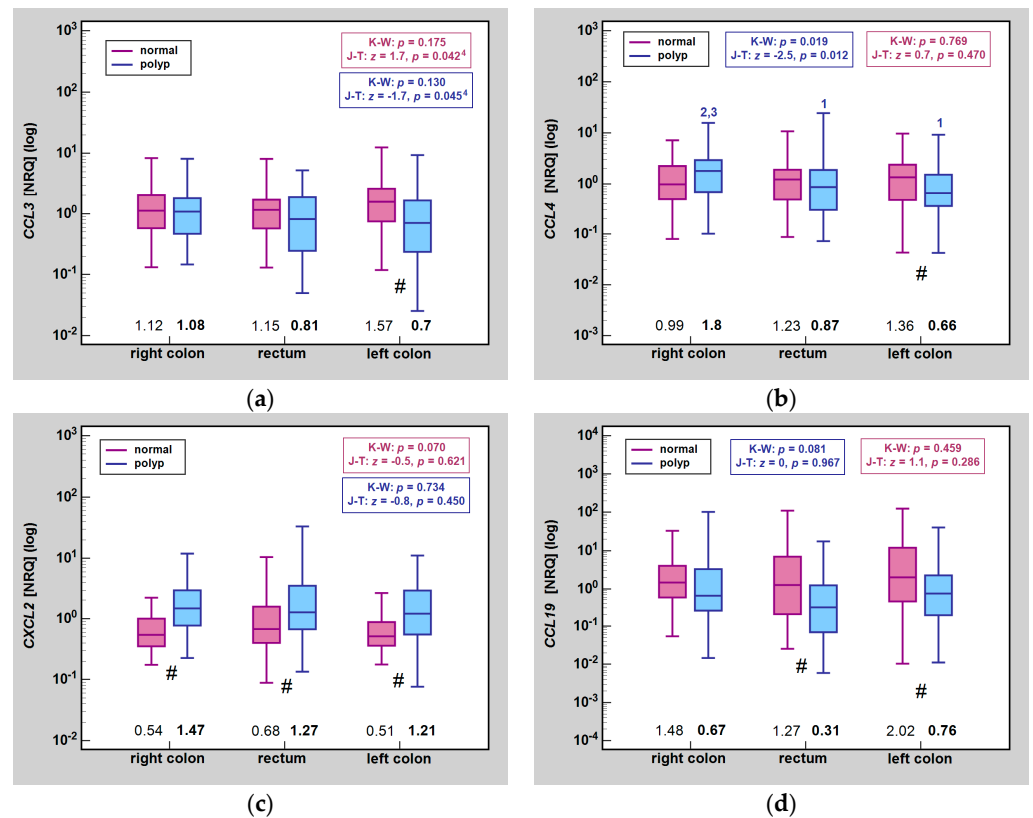 CCL3 [NRQ] (log)
10³
10²
10¹
10⁰
10⁻¹
10⁻²
normal
polyp
K-W: p = 0.175
J-T: z = 1.7, p = 0.042⁴
K-W: p = 0.130
J-T: z = -1.7, p = 0.045⁴
#
1.12 1.08 1.15 0.81 1.57 0.7
right colon rectum left colon
(a)
CCL4 [NRQ] (log)
10³
10²
10¹
10⁰
10⁻¹
10⁻²
10⁻³
normal
polyp
K-W: p = 0.019
J-T: z = -2.5, p = 0.012
K-W: p = 0.769
J-T: z = 0.7, p = 0.470
2,3 1 1
#
0.99 1.8 1.23 0.87 1.36 0.66
right colon rectum left colon
(b)
CXCL2 [NRQ] (log)
10³
10²
10¹
10⁰
10⁻¹
10⁻²
normal
polyp
K-W: p = 0.070
J-T: z = -0.5, p = 0.621
K-W: p = 0.734
J-T: z = -0.8, p = 0.450
# # #
0.54 1.47 0.68 1.27 0.51 1.21
right colon rectum left colon
(c)
CCL19 [NRQ] (log)
10⁴
10³
10²
10¹
10⁰
10⁻¹
10⁻²
10⁻³
10⁻⁴
normal
polyp
K-W: p = 0.081
J-T: z = 0, p = 0.967
K-W: p = 0.459
J-T: z = 1.1, p = 0.286
# #
1.48 0.67 1.27 0.31 2.02 0.76
right colon rectum left colon
(d)